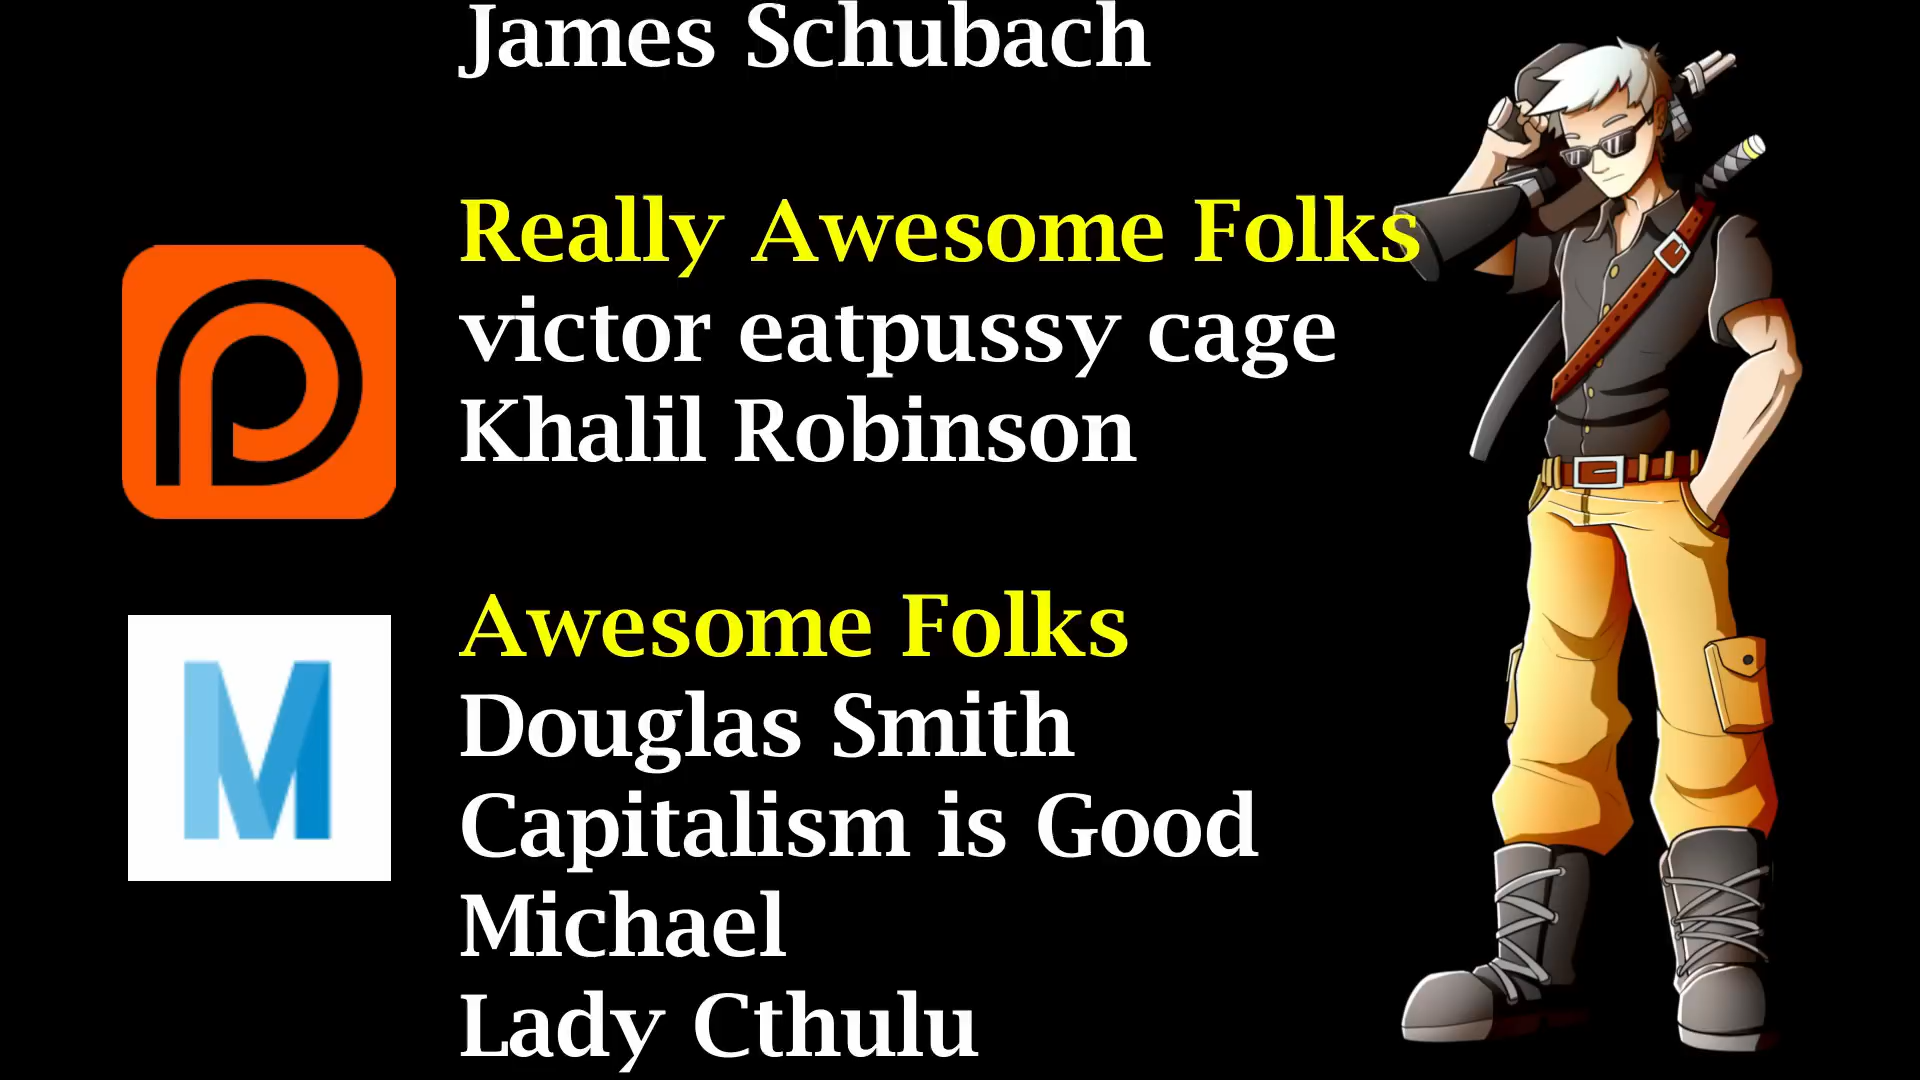 James Schubach
Really Awesome Folks
victor eatpussy cage
Khalil Robinson
Awesome Folks
Douglas Smith
Capitalism is Good
Michael
Lady Cthulu
M